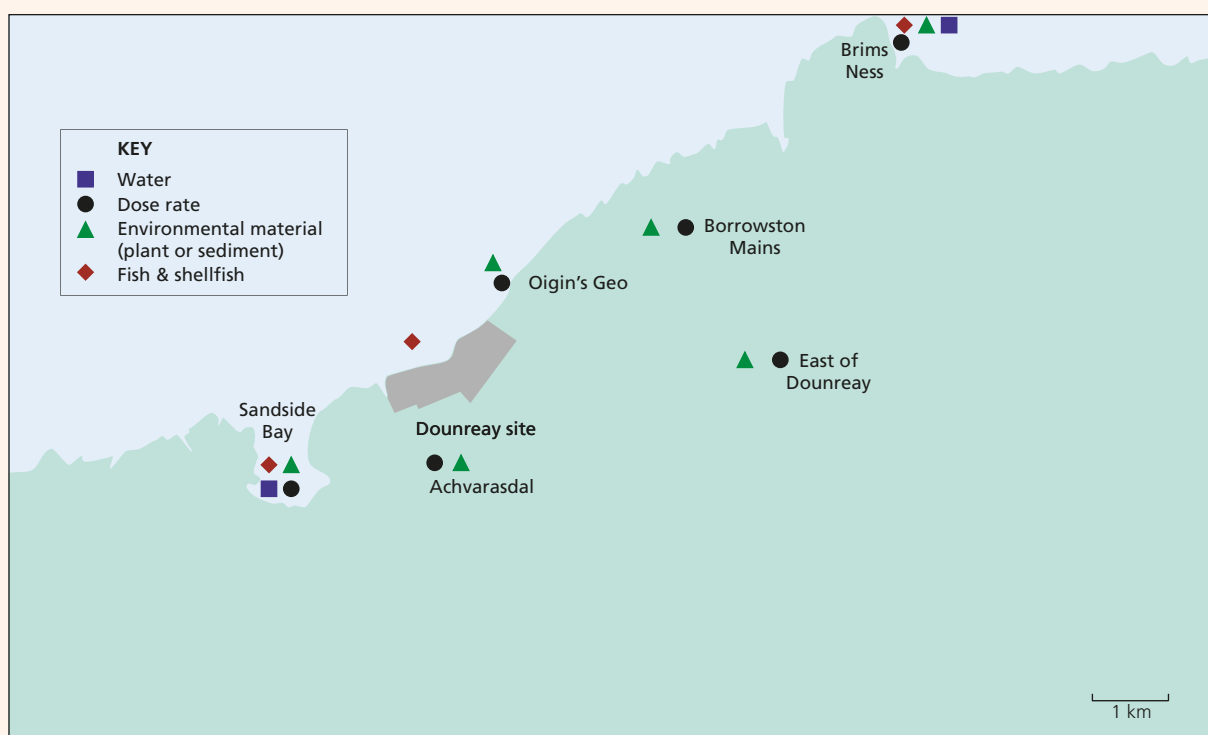 Brims
Ness
KEY
Water
Dose rate
Environmental material
(plant or sediment)
Fish & shellfish
Borrowston
Mains
Oigin's Geo
East of
Dounreay
Sandside
Bay
Dounreay site
Achvarasdal
1 km